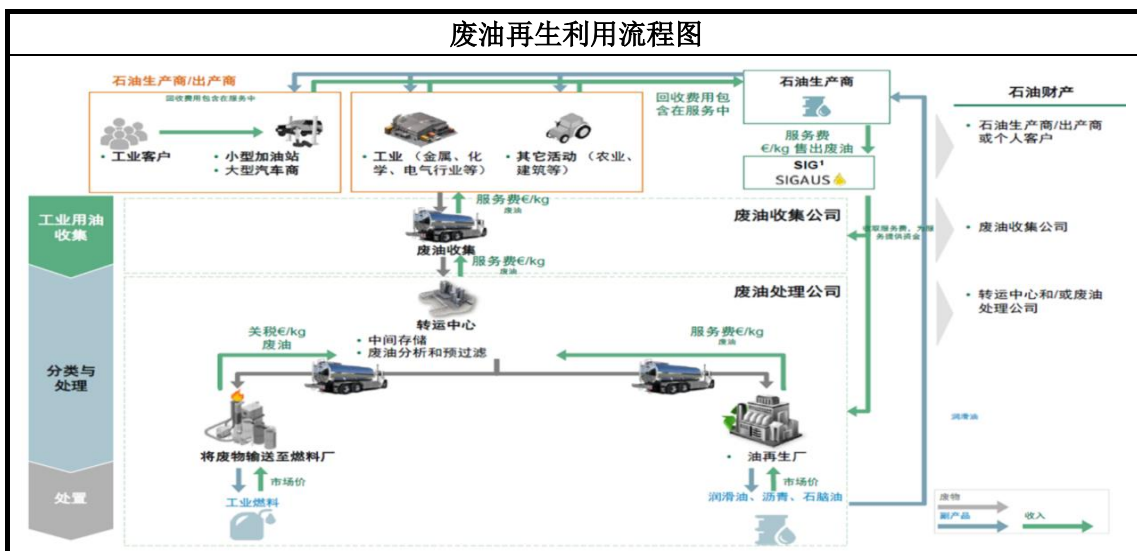 废油再生利用流程图
石油生产商/出产商
回收费用包含在服务中
• 工业客户
• 小型加油站
• 大型汽车商
• 工业（金属、化
学、电气行业等）
• 其它活动（农业、
建筑等）
回收费用包
含在服务中
石油生产商
服务费
€/kg 售出废油
SIG¹
SIGAUS
石油财产
• 石油生产商/出产商
或个人客户
• 废油收集公司
• 转运中心和/或废油
处理公司
工业用油
收集
服务费€/kg
废油
废油收集公司
收取服务费，为服
务提供资金
废油收集
服务费€/kg
废油
分类与
处理
废油处理公司
转运中心
• 中间存储
• 废油分析和预过滤
关税€/kg
废油
服务费€/kg
废油
将废物输送至燃料厂
• 油再生厂
润滑油
处置
市场价
工业燃料
市场价
润滑油、沥青、石脑油
废物
副产品
收入